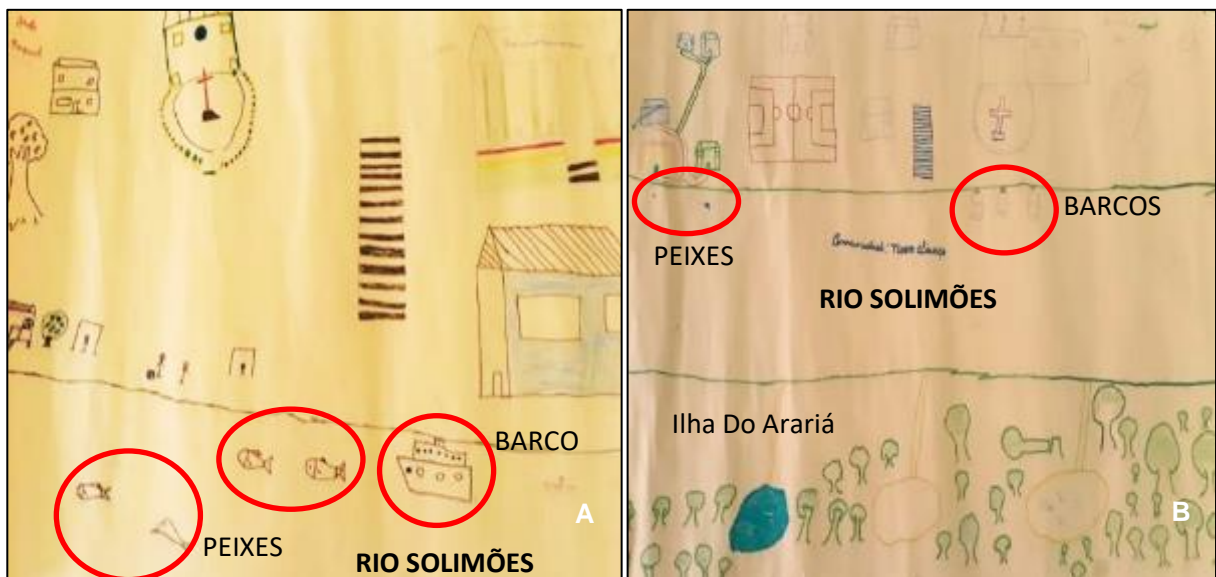 BARCO
PEIXES
RIO SOLIMÕES
A
PEIXES
BARCOS
RIO SOLIMÕES
Ilha Do Arariá
B